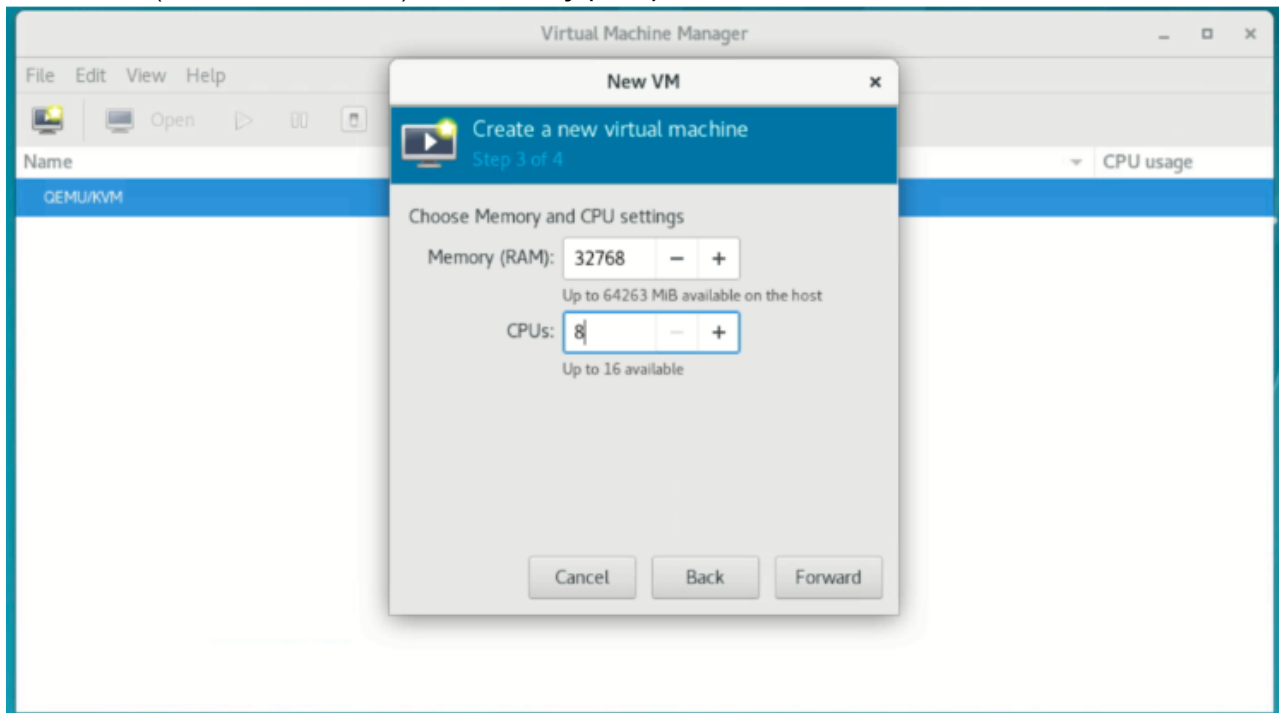 Virtual Machine Manager
File Edit View Help
New VM
Open
Create a new virtual machine
Step 3 of 4
Name
CPU usage
QEMU/KVM
Choose Memory and CPU settings
Memory (RAM): 32768 − +
Up to 64263 MiB available on the host
CPUs: 8 − +
Up to 16 available
Cancel Back Forward